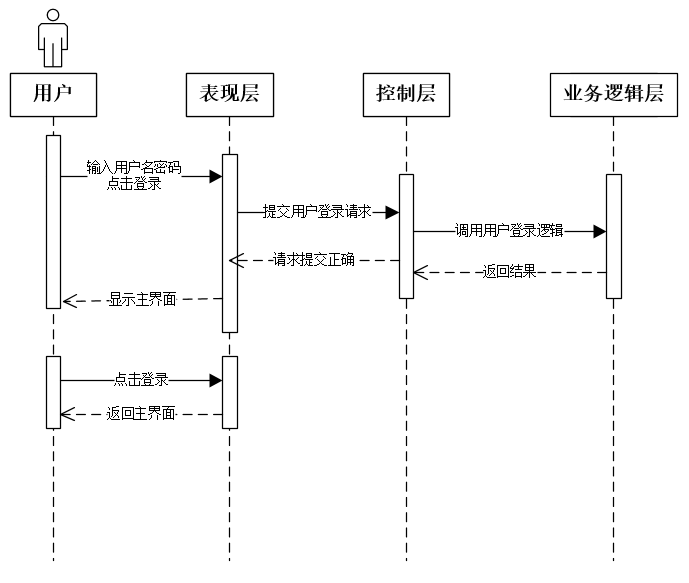 用户
表现层
控制层
业务逻辑层
输入用户名密码
点击登录
提交用户登录请求
调用用户登录逻辑
请求提交正确
返回结果
显示主界面
点击登录
返回主界面